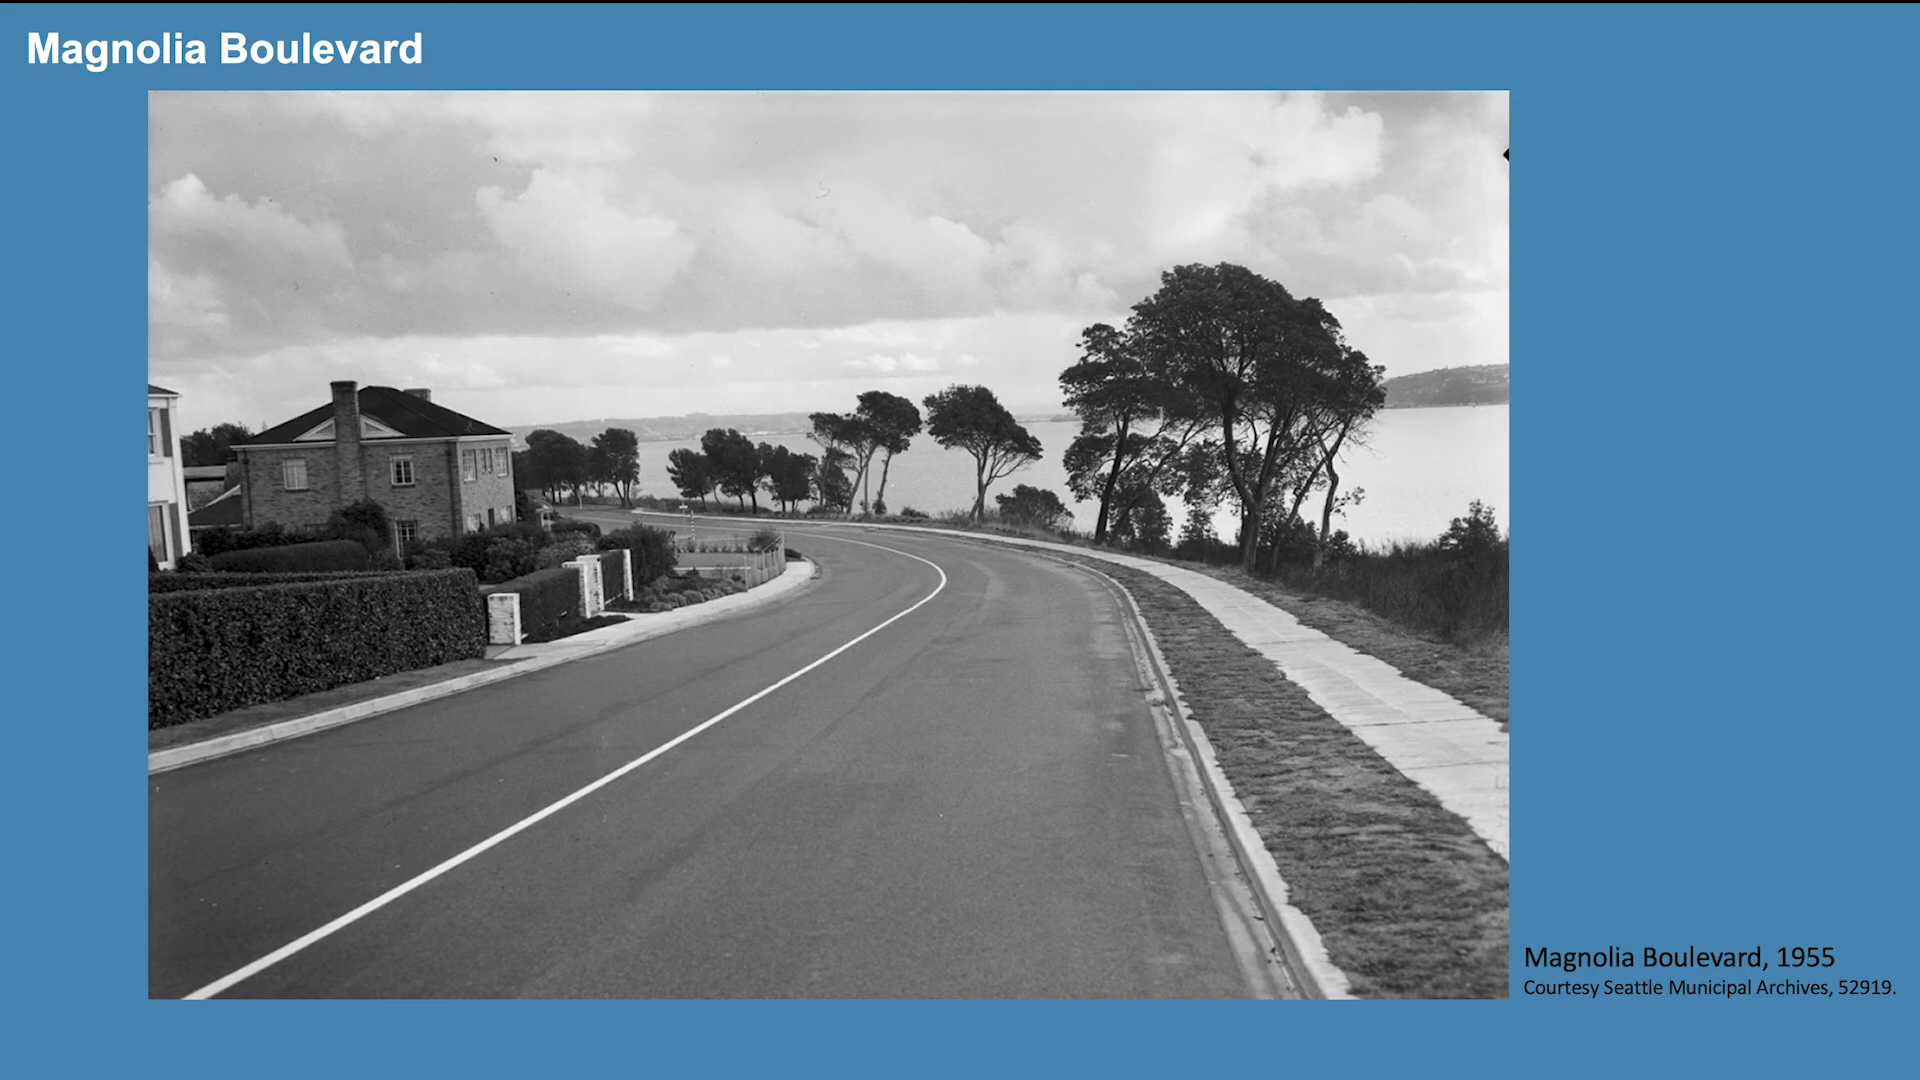 Magnolia Boulevard
Magnolia Boulevard, 1955
Courtesy Seattle Municipal Archives, 52919.